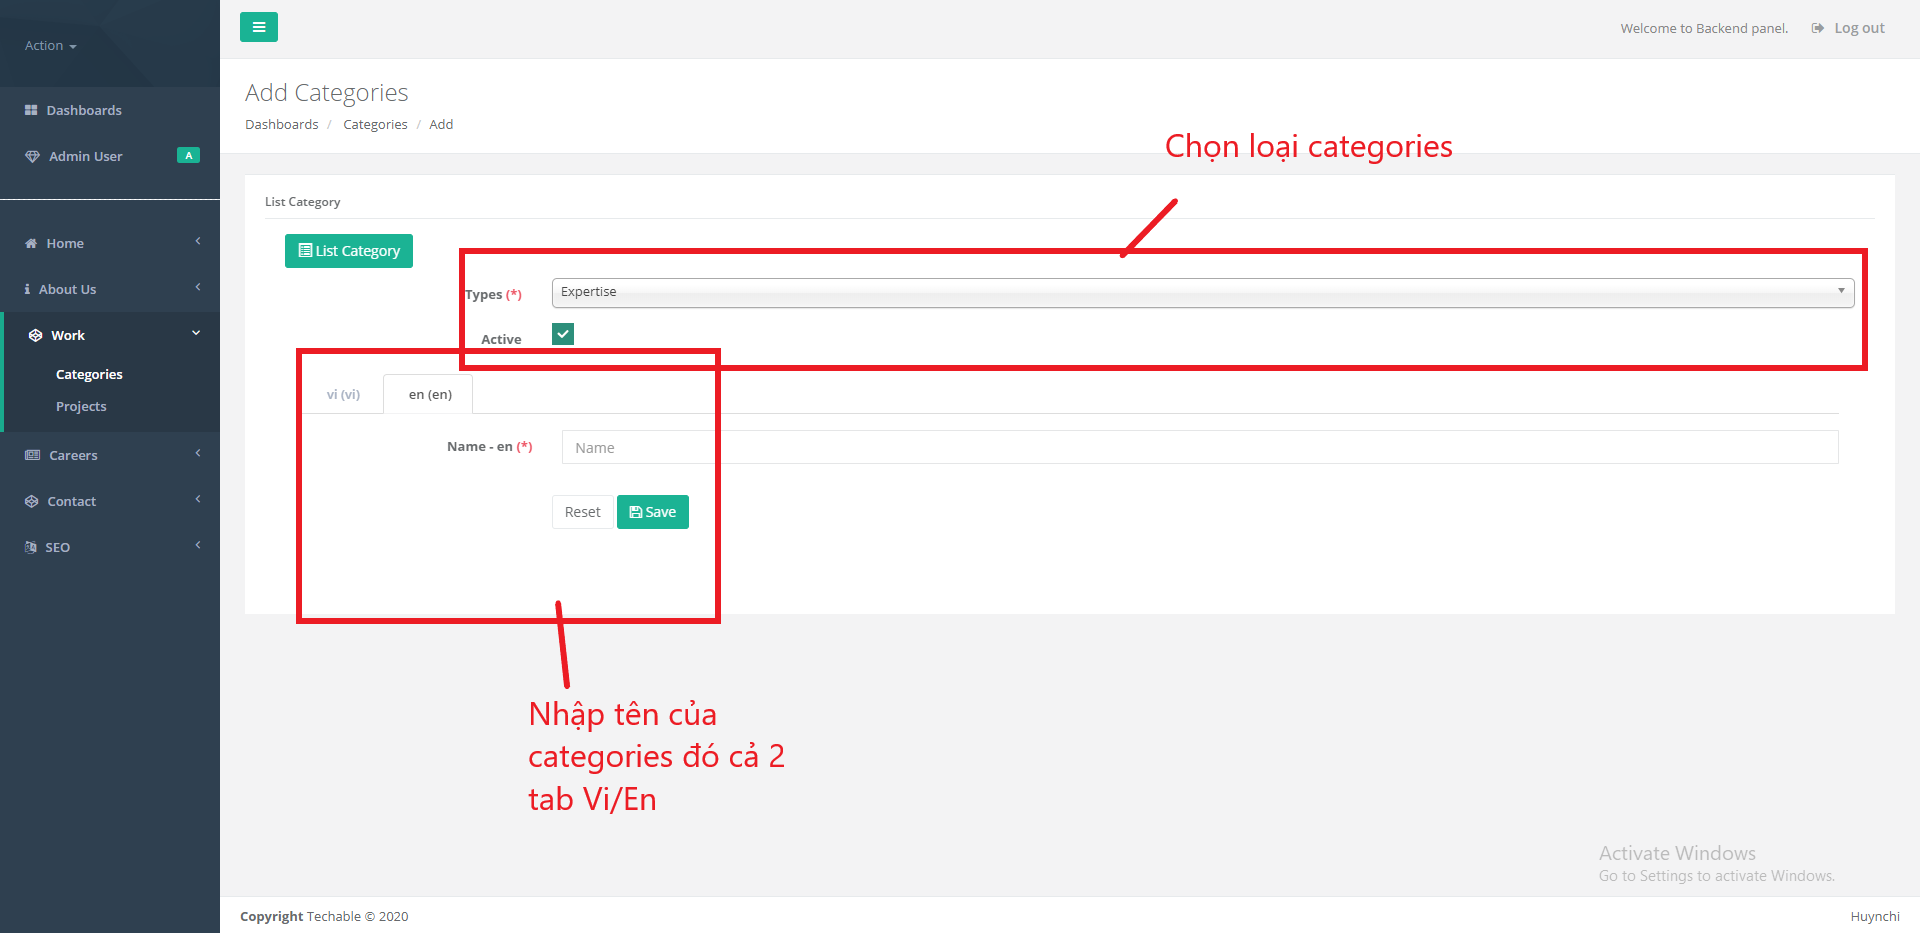 Action
Welcome to Backend panel.
Log out
Dashboards
Admin User
A
Home
About Us
Work
Categories
Projects
Careers
Contact
SEO
Add Categories
Dashboards / Categories / Add
Chọn loại categories
List Category
List Category
Types (*)
Expertise
Active
vi (vi)
en (en)
Name - en (*)
Name
Reset
Save
Nhập tên của
categories đó cả 2
tab Vi/En
Activate Windows
Go to Settings to activate Windows.
Copyright Techable © 2020
Huynchi